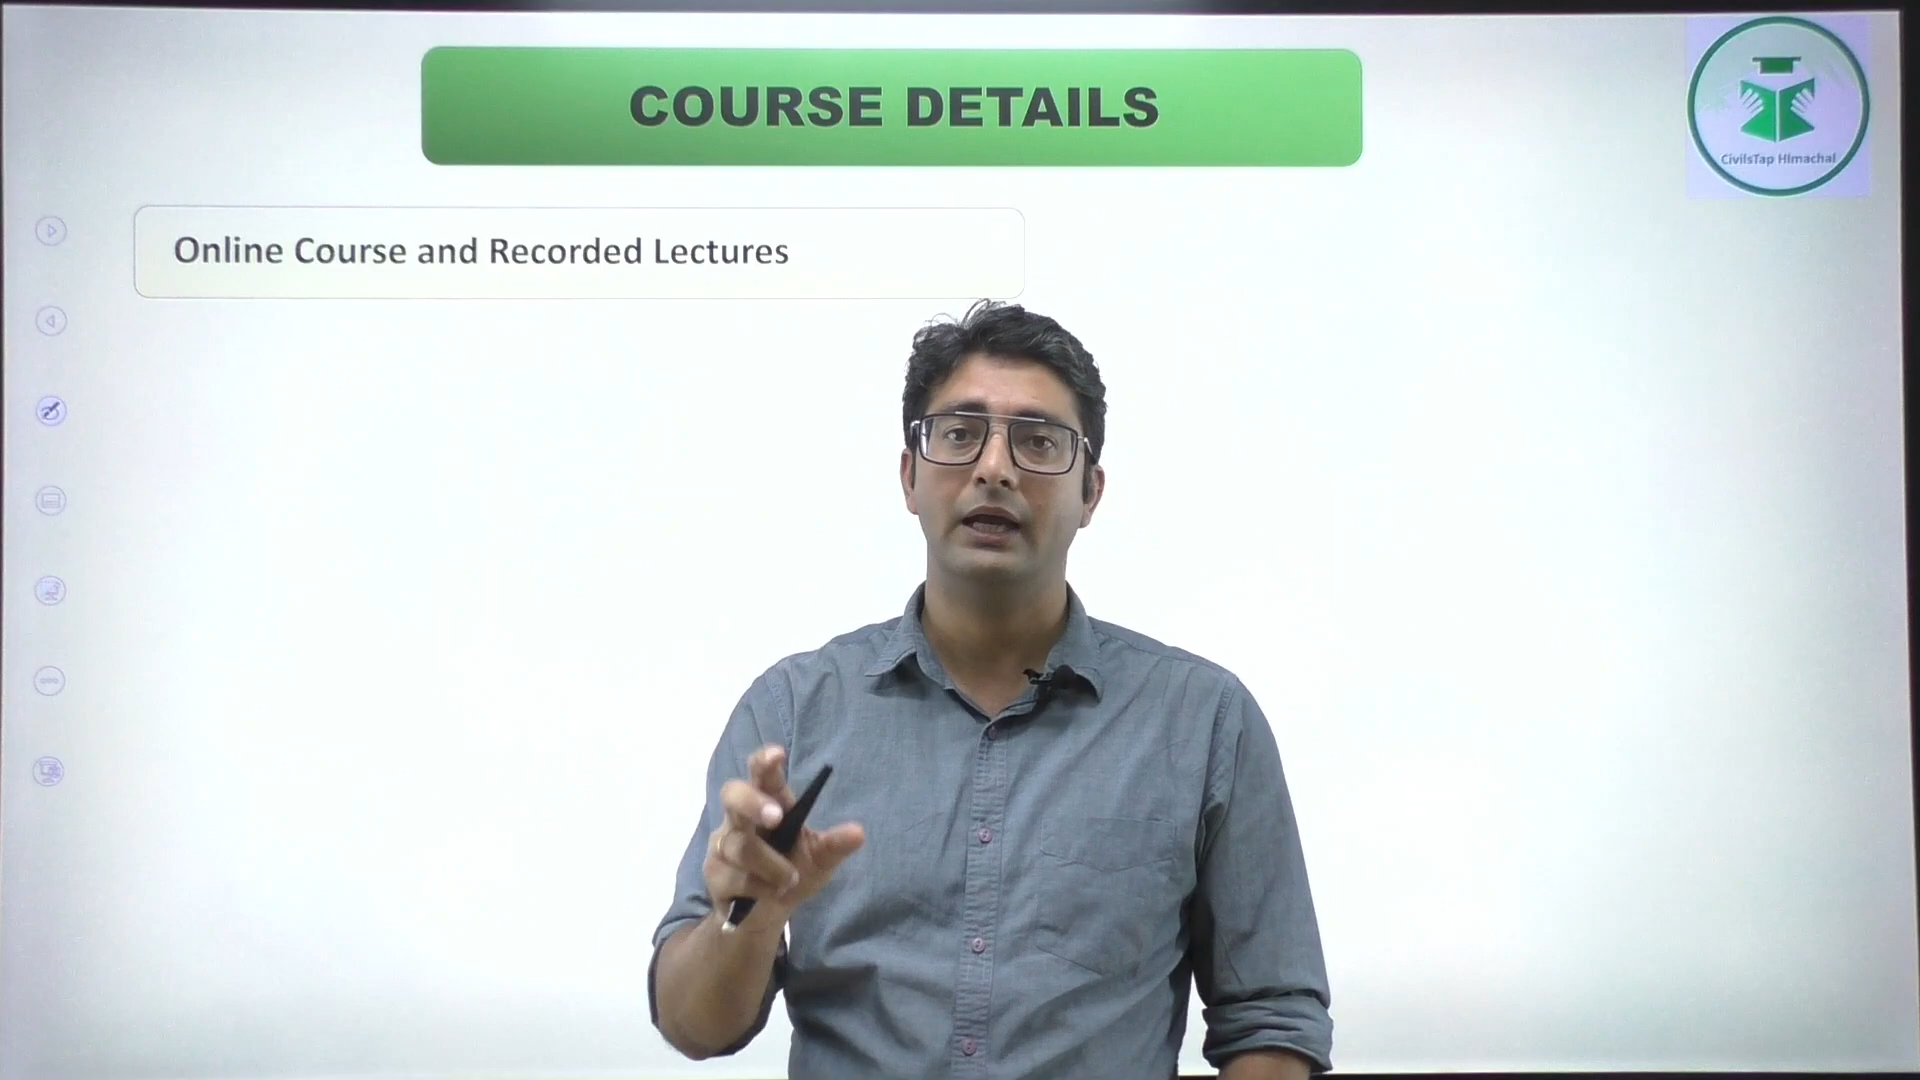 COURSE DETAILS
CivilsTap HImachal
Online Course and Recorded Lectures